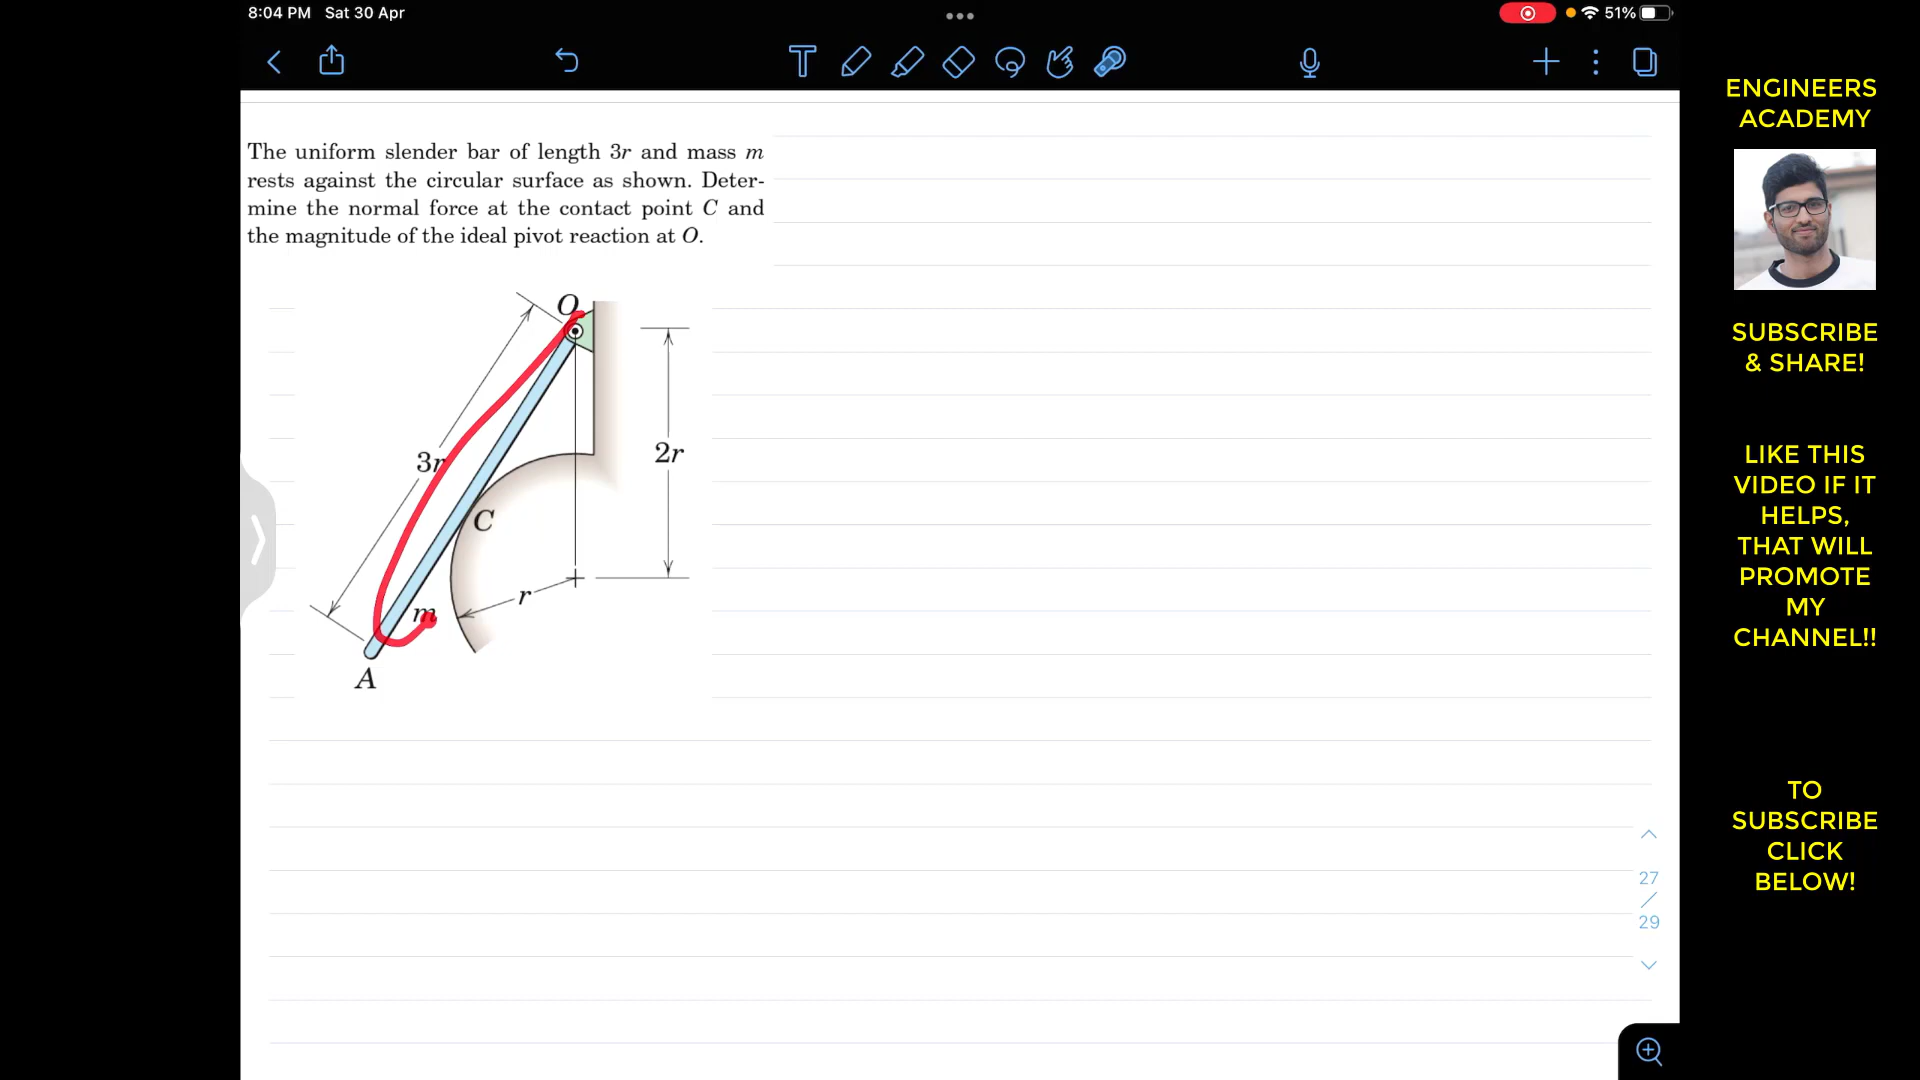 8:04 PM Sat 30 Apr
51%
The uniform slender bar of length 3r and mass m
rests against the circular surface as shown. Deter-
mine the normal force at the contact point C and
the magnitude of the ideal pivot reaction at O.
O
3r
2r
C
m
r
A
27
29
ENGINEERS
ACADEMY
SUBSCRIBE
& SHARE!
LIKE THIS
VIDEO IF IT
HELPS,
THAT WILL
PROMOTE
MY
CHANNEL!!
TO
SUBSCRIBE
CLICK
BELOW!